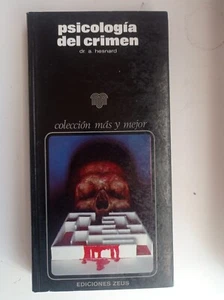 psicología
del crimen
dr a. hesnard
colección más y mejor
EDICIONES ZEUS